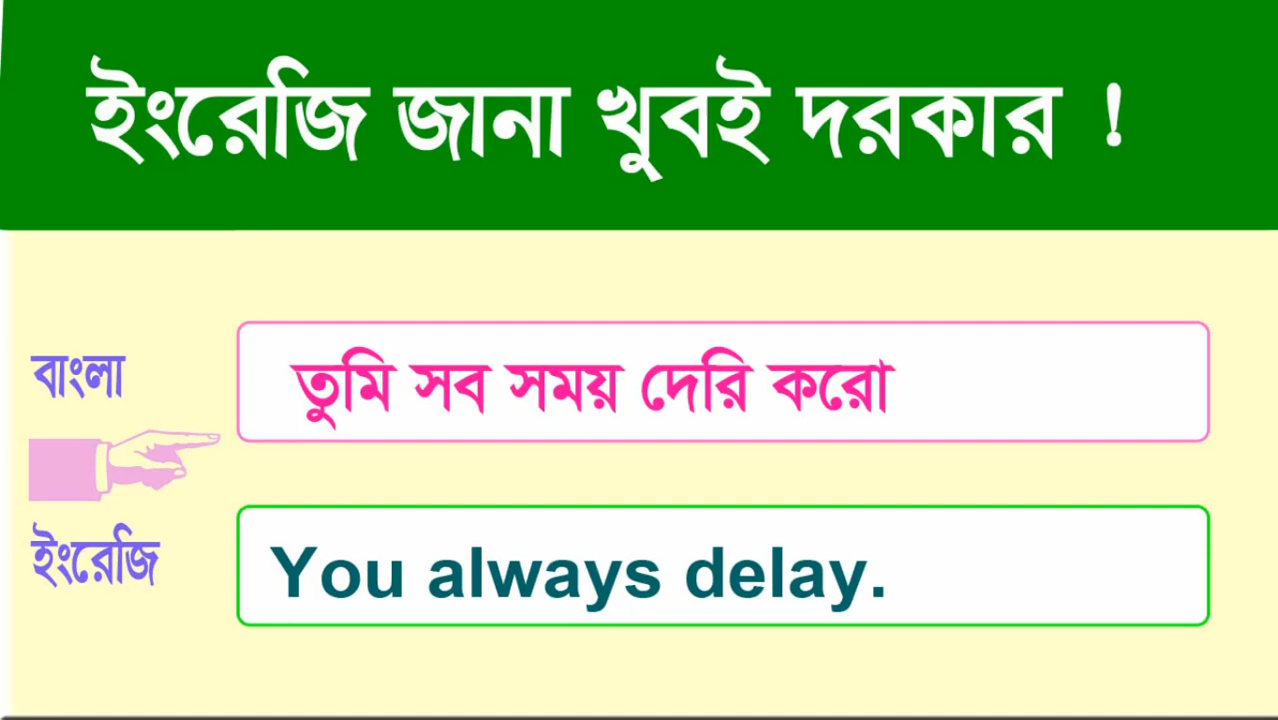 ইংরেজি জানা খুবই দরকার !
বাংলা
তুমি সব সময় দেরি করো
ইংরেজি
You always delay.